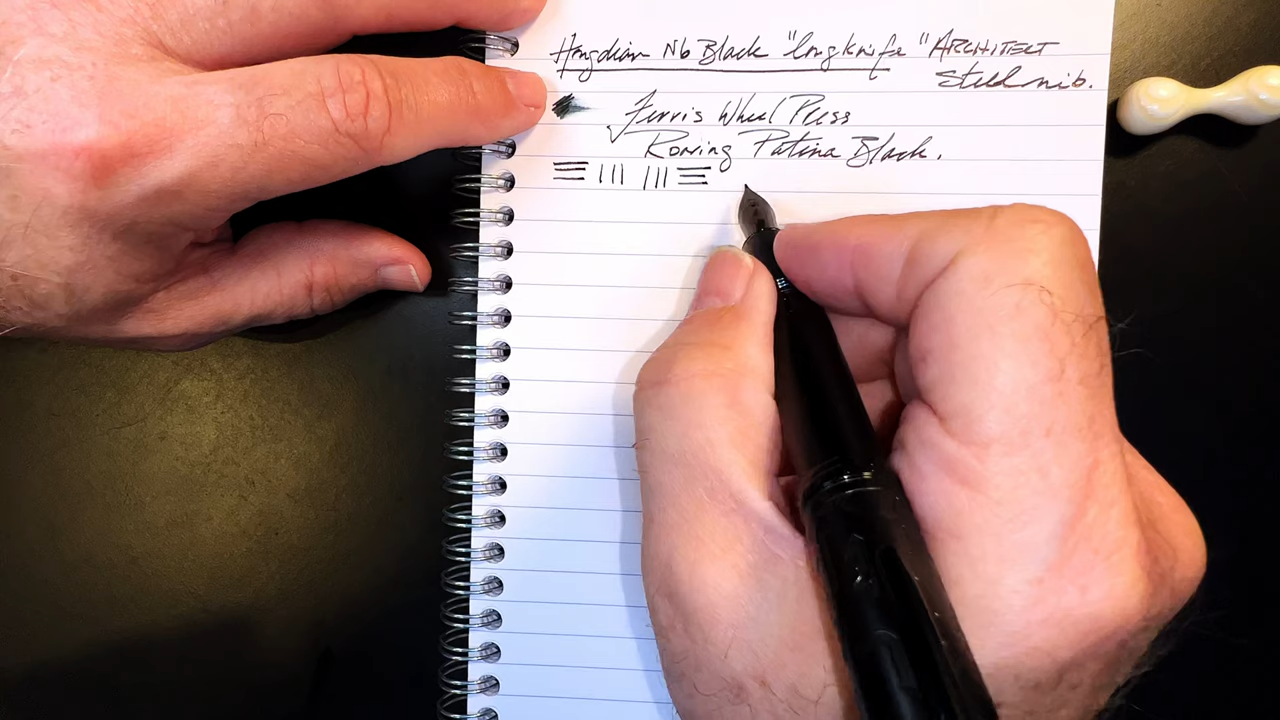 Hongdian N6 Black "longknife" ARCHITECT
Steel nib.
Ferris Wheel Press
Roaring Patina Black.